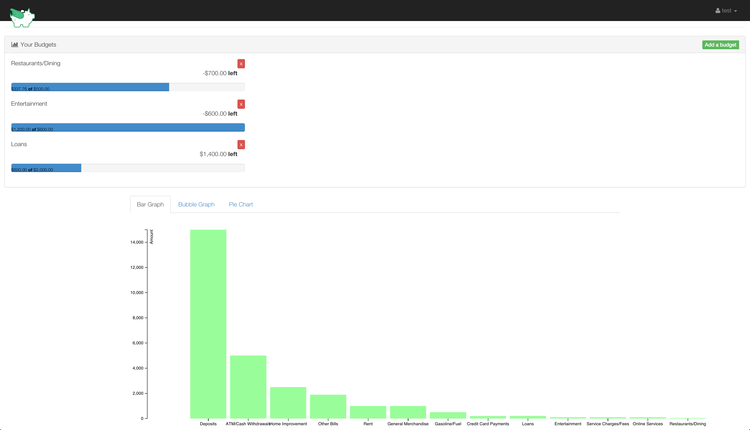 test
Your Budgets
Add a budget
Restaurants/Dining
x
-$700.00 left
of $500.00
Entertainment
x
-$600.00 left
$1,200.00 of $600.00
Loans
x
$1,400.00 left
$600.00 of $2,000.00
Bar Graph
Bubble Graph
Pie Chart
Amount
14,000
12,000
10,000
8,000
6,000
4,000
2,000
0
Deposits
ATM/Cash Withdrawals
Home Improvement
Other Bills
Rent
General Merchandise
Gasoline/Fuel
Credit Card Payments
Loans
Entertainment
Service Charges/Fees
Online Services
Restaurants/Dining